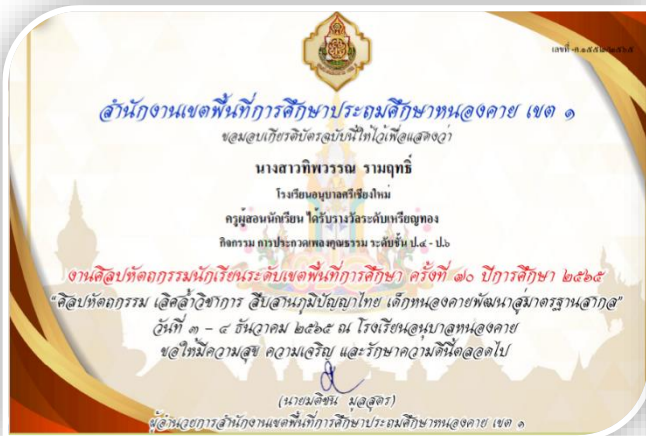 สำนักงานเขตพื้นที่การศึกษาประถมศึกษาหนองคาย เขต ๑
ขอมอบเกียรติบัตรฉบับนี้ให้ไว้เพื่อแสดงว่า
นางสาวทิพวรรณ รามฤทธิ์
โรงเรียนอนุบาลศรีเชียงใหม่
ครูผู้สอนนักเรียน ได้รับรางวัลระดับเหรียญทอง
กิจกรรม การประกวดเพลงคุณธรรม ระดับชั้น ป.๔ - ป.๖
งานศิลปหัตถกรรมนักเรียนระดับเขตพื้นที่การศึกษา ครั้งที่ ๗๐ ปีการศึกษา ๒๕๖๕
“ศิลปหัตถกรรม เลิศล้ำวิชาการ สืบสานภูมิปัญญาไทย เด็กหนองคายพัฒนาสู่มาตรฐานสากล”
วันที่ ๓ - ๔ ธันวาคม ๒๕๖๕ ณ โรงเรียนอนุบาลหนองคาย
ขอให้มีความสุข ความเจริญ และรักษาความดีนี้ตลอดไป
(นายมติชน มูลสูตร)
ผู้อำนวยการสำนักงานเขตพื้นที่การศึกษาประถมศึกษาหนองคาย เขต ๑